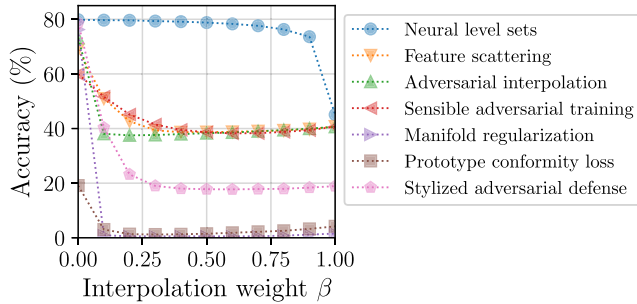 80
60
40
20
0
Accuracy (%)
0.00 0.25 0.50 0.75 1.00
Interpolation weight β
Neural level sets
Feature scattering
Adversarial interpolation
Sensible adversarial training
Manifold regularization
Prototype conformity loss
Stylized adversarial defense